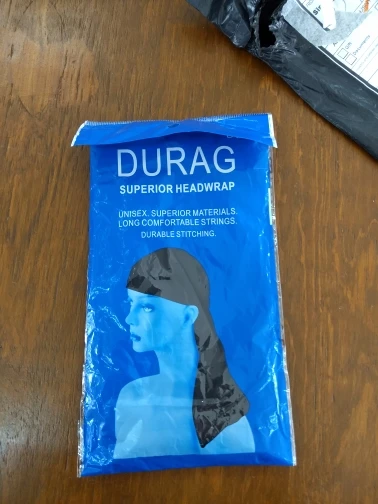 DURAG
SUPERIOR HEADWRAP
UNISEX. SUPERIOR MATERIALS.
LONG COMFORTABLE STRINGS.
DURABLE STITCHING.